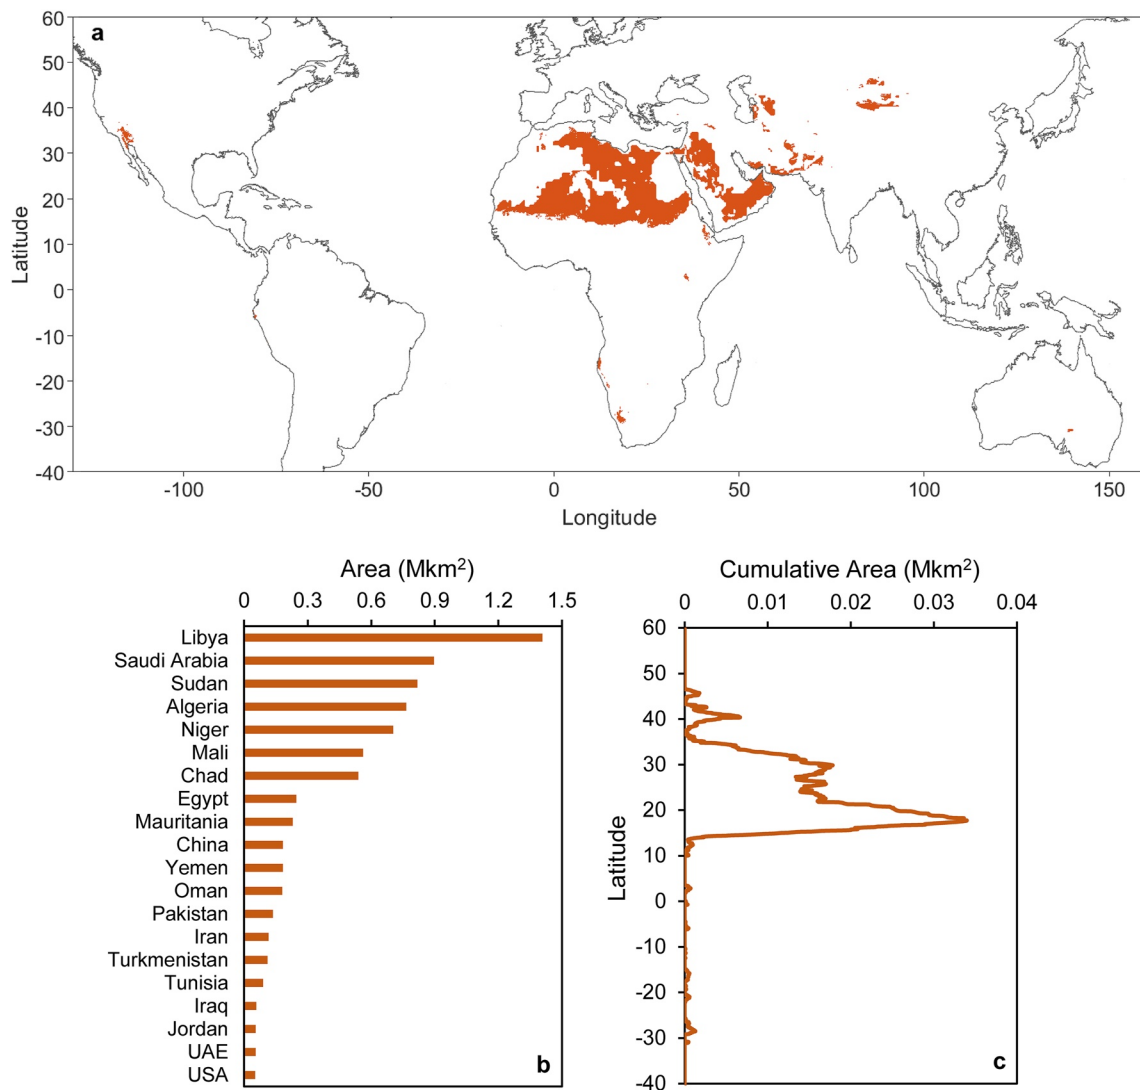 a
60
50
40
30
20
10
0
-10
-20
-30
-40
Latitude
-100 -50 0 50 100 150
Longitude
Area (Mkm²)
0 0.3 0.6 0.9 1.2 1.5
Libya
Saudi Arabia
Sudan
Algeria
Niger
Mali
Chad
Egypt
Mauritania
China
Yemen
Oman
Pakistan
Iran
Turkmenistan
Tunisia
Iraq
Jordan
UAE
USA
b
Cumulative Area (Mkm²)
0 0.01 0.02 0.03 0.04
60
50
40
30
20
10
0
-10
-20
-30
-40
Latitude
c